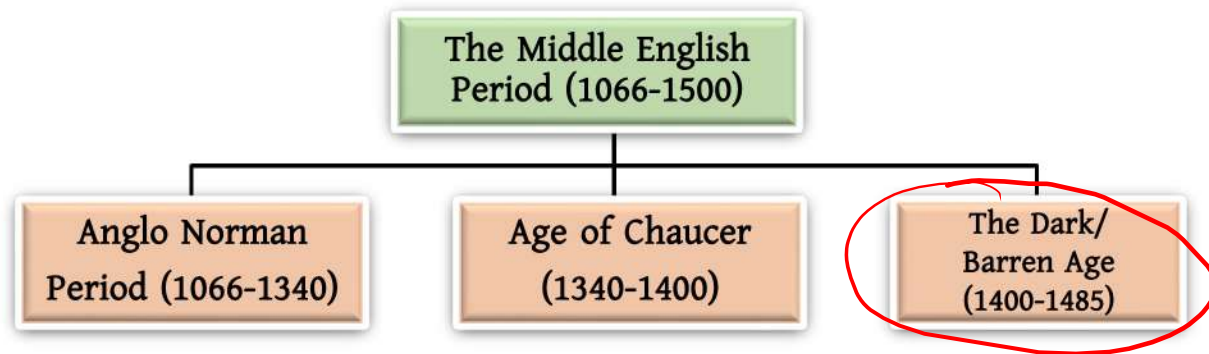 The Middle English
Period (1066-1500)
Anglo Norman
Period (1066-1340)
Age of Chaucer
(1340-1400)
The Dark/
Barren Age
(1400-1485)